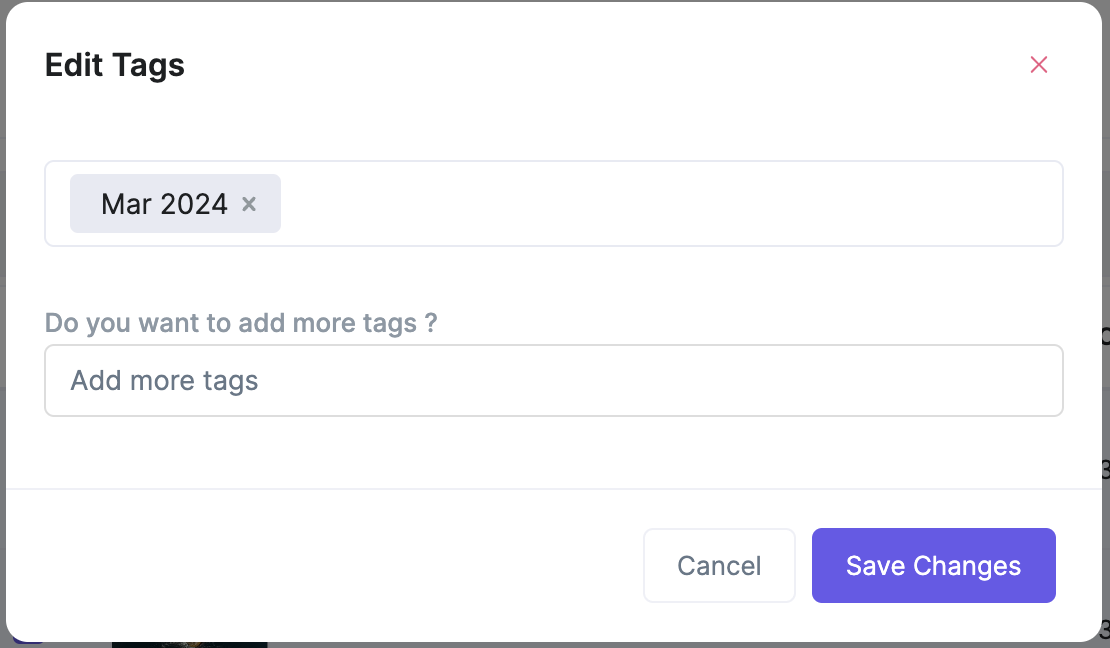 Edit Tags
Mar 2024 ×
Do you want to add more tags ?
Add more tags
Cancel
Save Changes